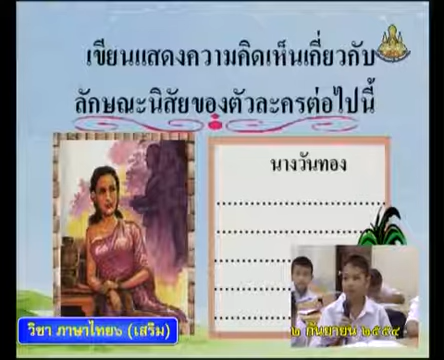 เขียนแสดงความคิดเห็นเกี่ยวกับ
ลักษณะนิสัยของตัวละครต่อไปนี้
นางวันทอง
วิชา ภาษาไทย๖ (เสริม)
๒ กันยายน ๒๕๕๔